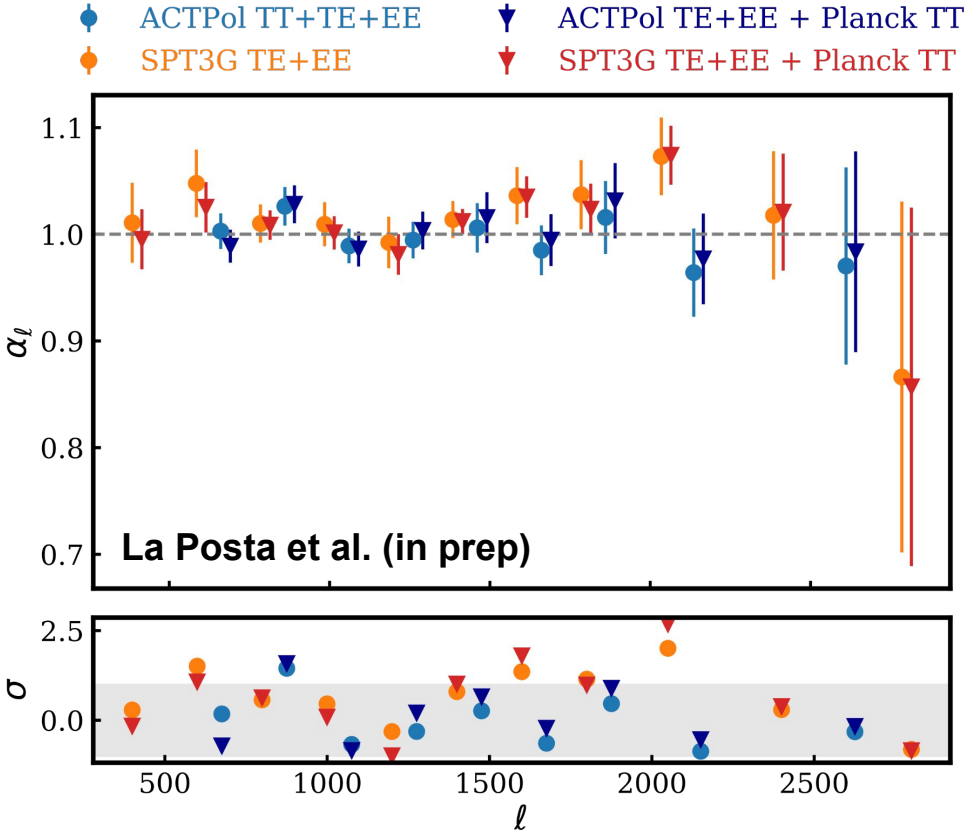 ACTPol TT+TE+EE ACTPol TE+EE + Planck TT
SPT3G TE+EE SPT3G TE+EE + Planck TT
1.1
1.0
0.9
αℓ
0.8
0.7
La Posta et al. (in prep)
2.5
σ
0.0
500 1000 1500 2000 2500
ℓ